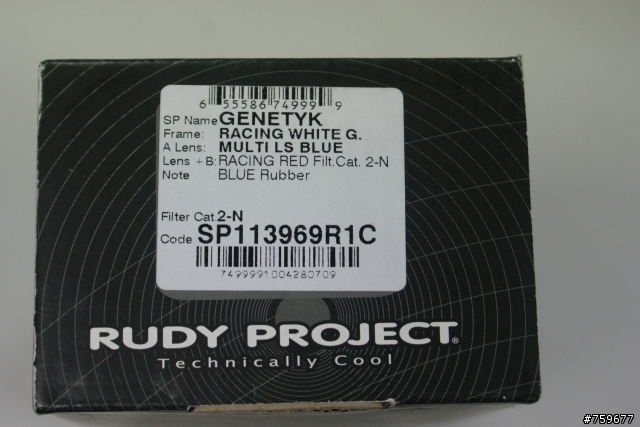 6 55586 74999 9
SP Name GENETYK
Frame: RACING WHITE G.
A Lens: MULTI LS BLUE
Lens +B: RACING RED Filt.Cat. 2-N
Note BLUE Rubber
Filter Cat. 2-N
Code SP113969R1C
7499991004280709
RUDY PROJECT®
Technically Cool
#759677